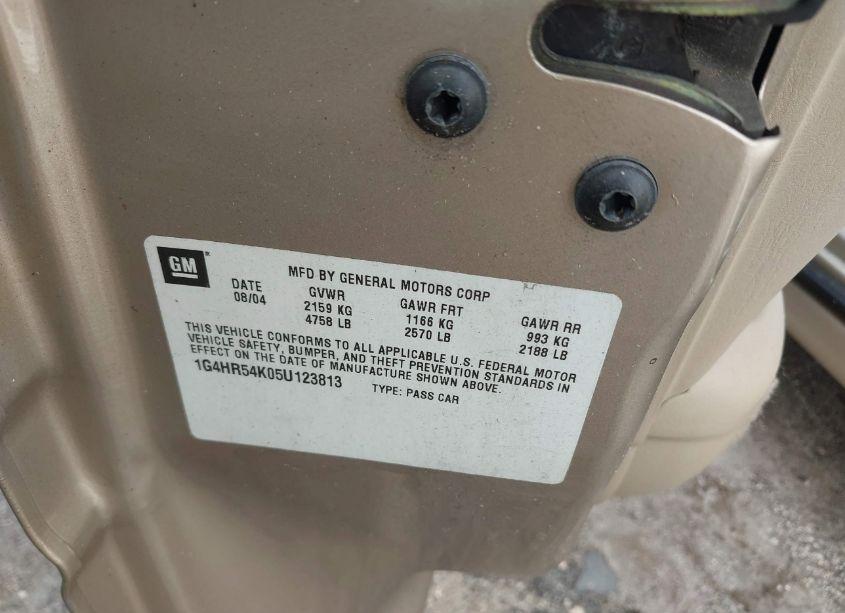 GM
MFD BY GENERAL MOTORS CORP
DATE GVWR GAWR FRT GAWR RR
08/04 2159 KG 1166 KG 993 KG
4758 LB 2570 LB 2188 LB
THIS VEHICLE CONFORMS TO ALL APPLICABLE U.S. FEDERAL MOTOR
VEHICLE SAFETY, BUMPER, AND THEFT PREVENTION STANDARDS IN
EFFECT ON THE DATE OF MANUFACTURE SHOWN ABOVE.
1G4HR54K05U123813 TYPE: PASS CAR